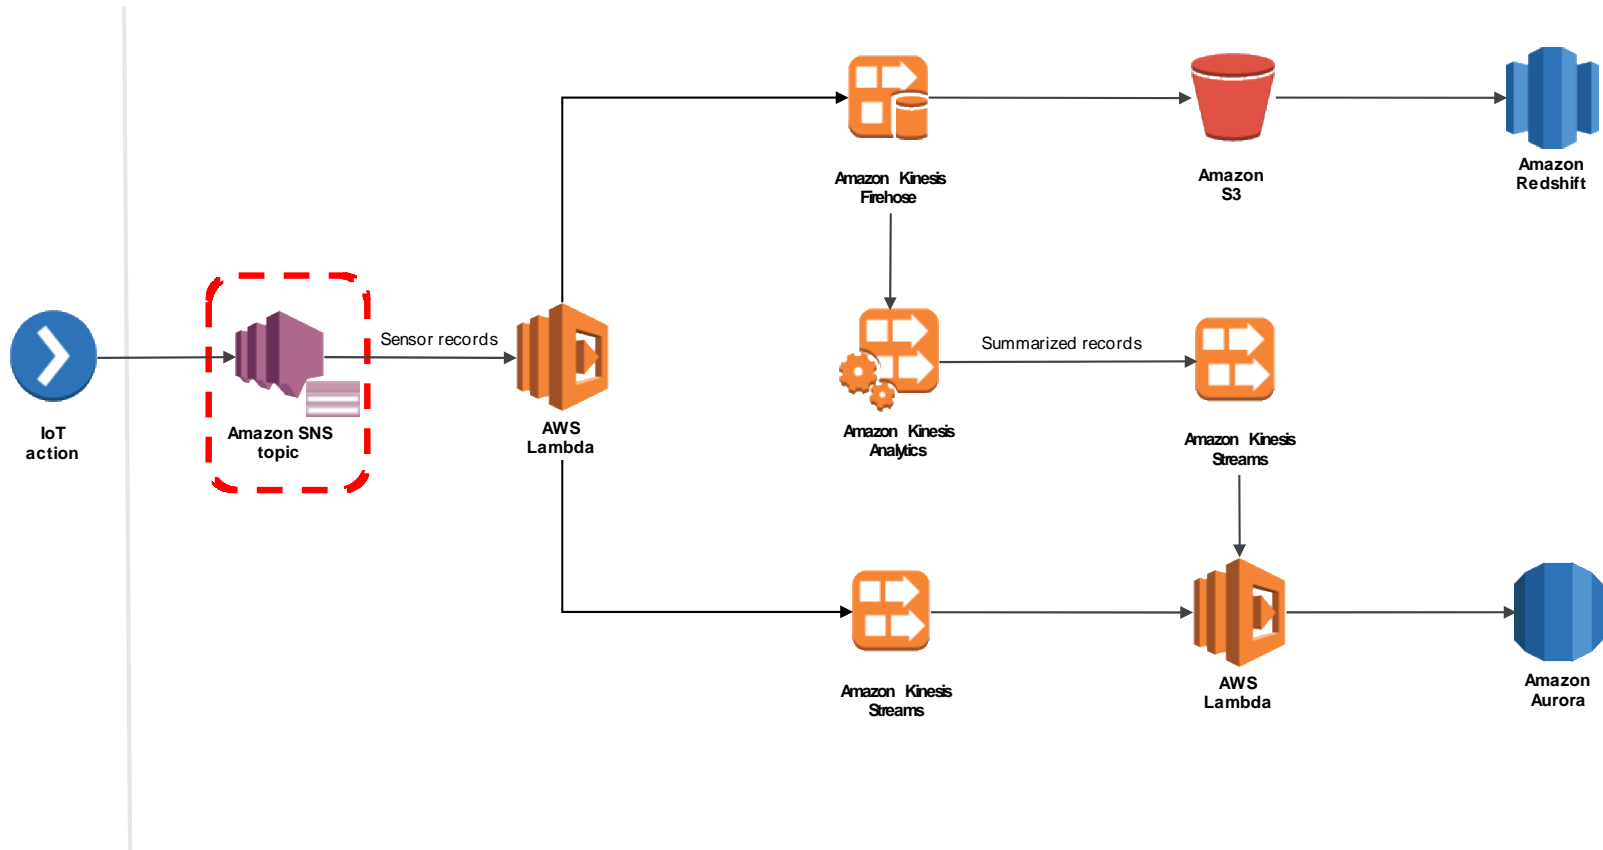 Amazon Kinesis
Firehose
Amazon
S3
Amazon
Redshift
Sensor records
Summarized records
IoT
action
Amazon SNS
topic
AWS
Lambda
Amazon Kinesis
Analytics
Amazon Kinesis
Streams
Amazon Kinesis
Streams
AWS
Lambda
Amazon
Aurora